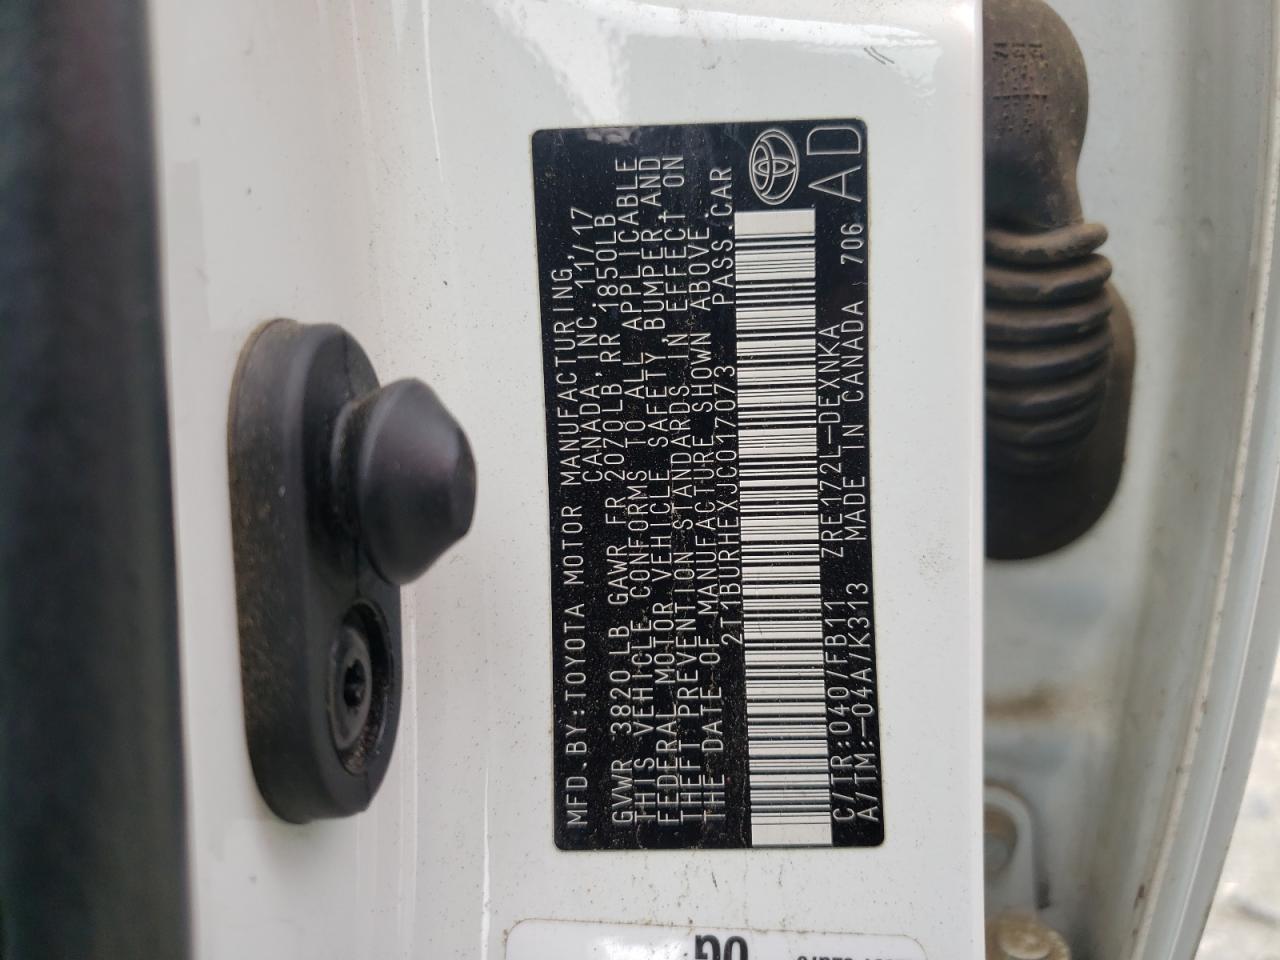 MFD.BY:TOYOTA MOTOR MANUFACTURING,
CANADA,INC. 11/17
GVWR 3820 LB GAWR FR 2070LB,RR 1850LB
THIS VEHICLE CONFORMS TO ALL APPLICABLE
FEDERAL MOTOR VEHICLE SAFETY, BUMPER,AND
THEFT PREVENTION STANDARDS IN EFFECT ON
THE DATE OF MANUFACTURE SHOWN ABOVE.
2T1BURHEXJC017073 PASS.CAR
C/TR:040/FB11 ZRE172L-DEXNKA 706
A/TM:-04A/K313 MADE IN CANADA
AD